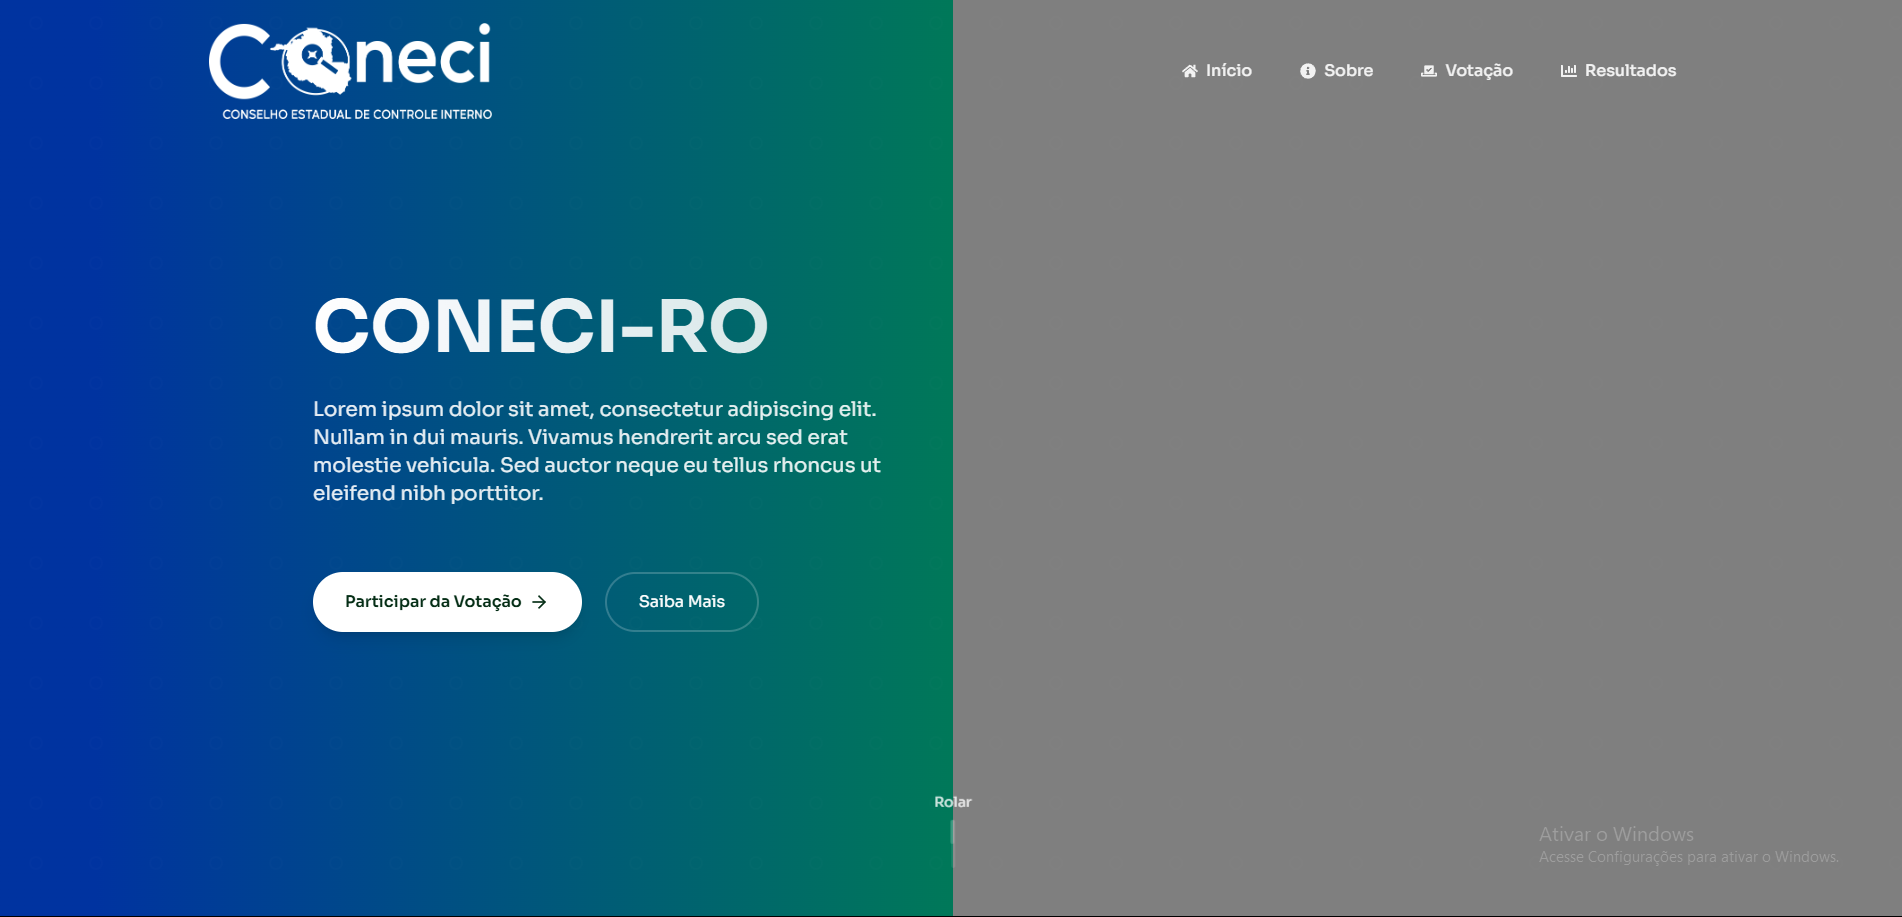 Coneci
CONSELHO ESTADUAL DE CONTROLE INTERNO
Início
Sobre
Votação
Resultados
CONECI-RO
Lorem ipsum dolor sit amet, consectetur adipiscing elit.
Nullam in dui mauris. Vivamus hendrerit arcu sed erat
molestie vehicula. Sed auctor neque eu tellus rhoncus ut
eleifend nibh porttitor.
Participar da Votação
Saiba Mais
Rolar
Ativar o Windows
Acesse Configurações para ativar o Windows.